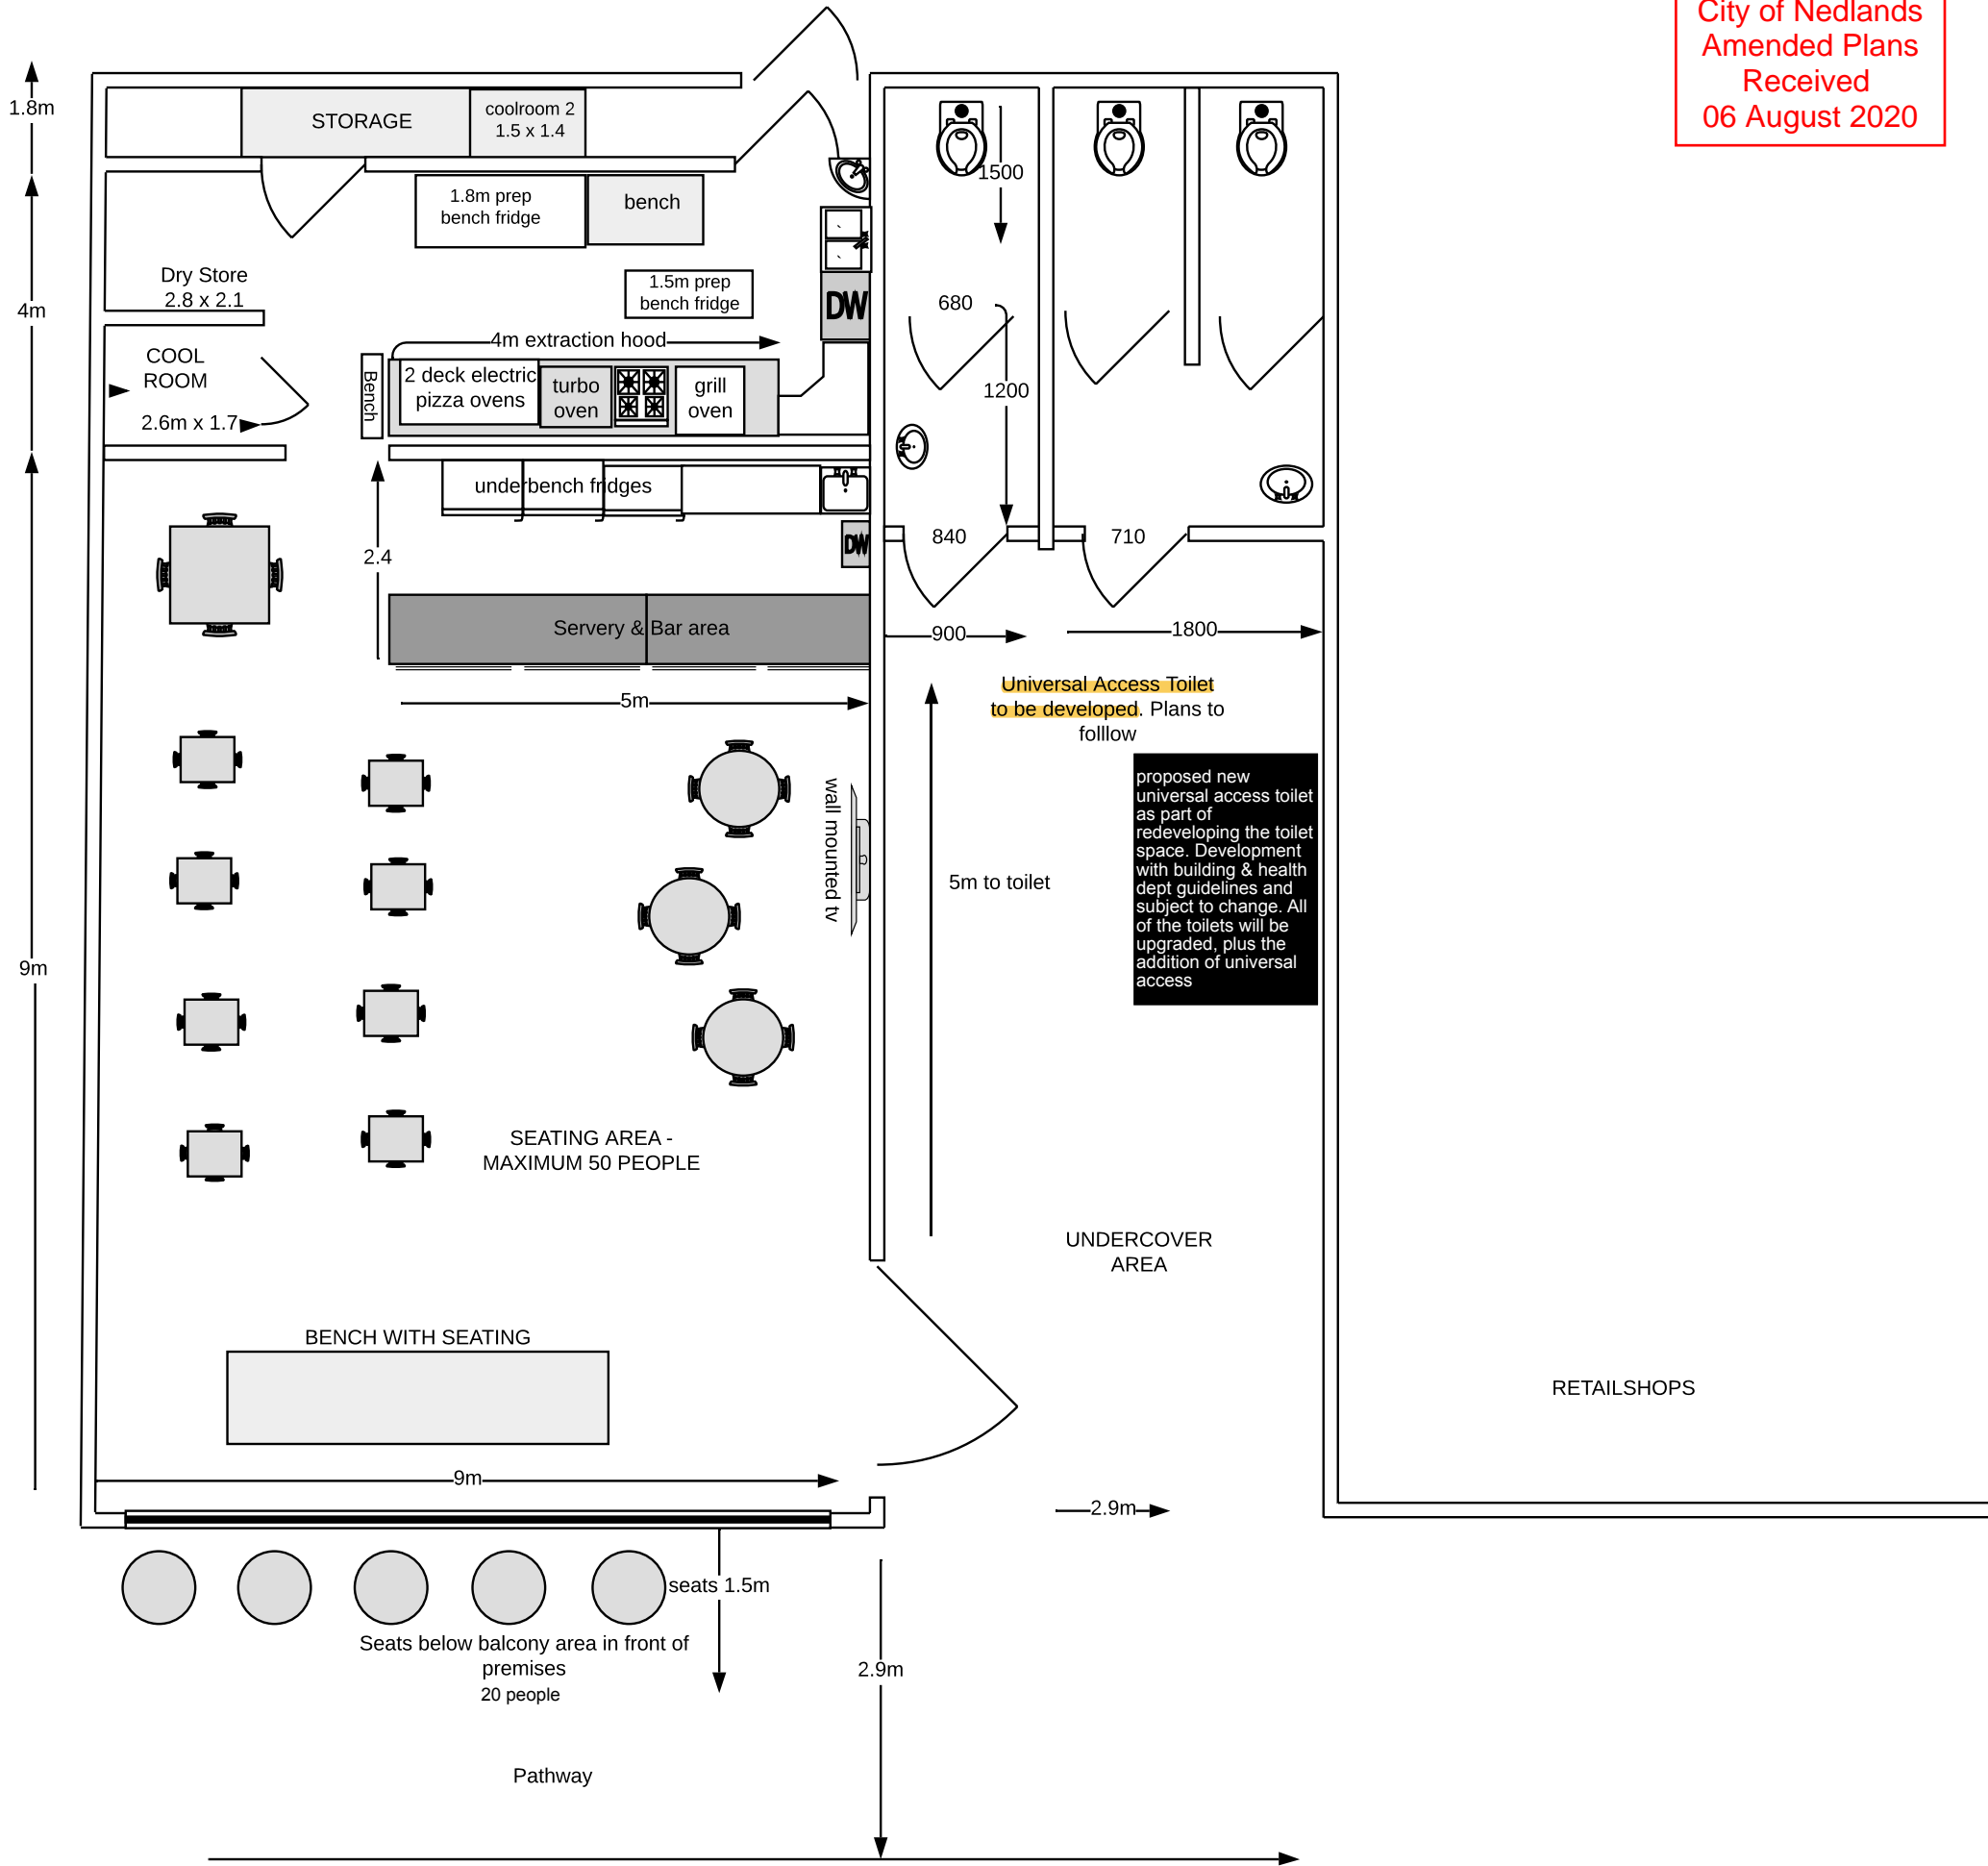 City of Nedlands
Amended Plans
Received
06 August 2020
1.8m
STORAGE
coolroom 2
1.5 x 1.4
1.8m prep
bench fridge
bench
1500
Dry Store
2.8 x 2.1
1.5m prep
bench fridge
DW
680
4m
4m extraction hood
COOL
ROOM
2.6m x 1.7
Bench
2 deck electric
pizza ovens
turbo
oven
grill
oven
1200
underbench fridges
2.4
DW
840
710
Servery & Bar area
900
1800
5m
Universal Access Toilet
to be developed. Plans to
folllow
wall mounted tv
5m to toilet
proposed new
universal access toilet
as part of
redeveloping the toilet
space. Development
with building & health
dept guidelines and
subject to change. All
of the toilets will be
upgraded, plus the
addition of universal
access
9m
SEATING AREA -
MAXIMUM 50 PEOPLE
UNDERCOVER
AREA
BENCH WITH SEATING
RETAILSHOPS
9m
2.9m
seats 1.5m
Seats below balcony area in front of
premises
20 people
2.9m
Pathway